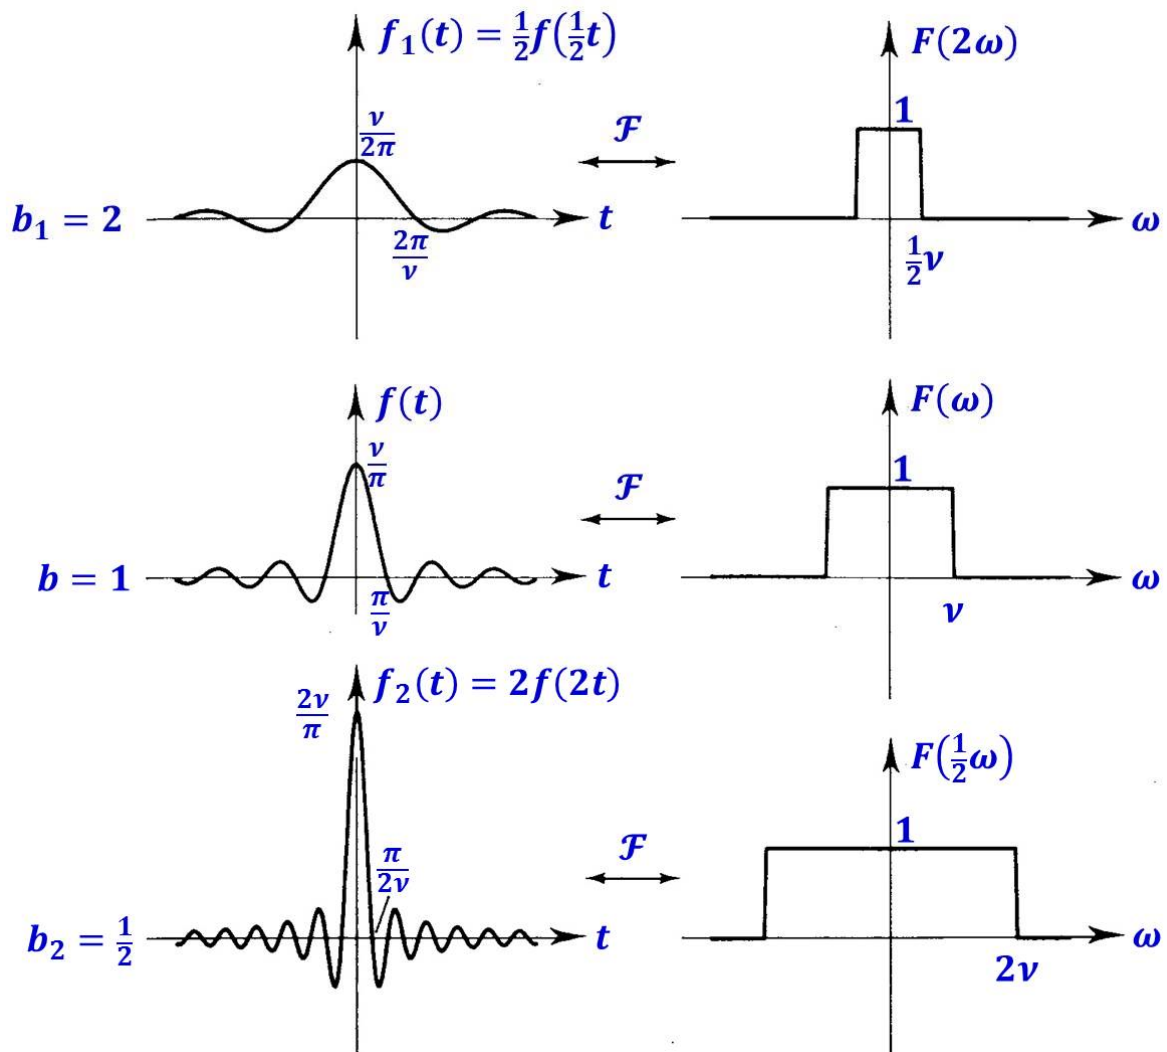 f₁(t) = ½f(½t)
F(2ω)
ν/2π
1
ℱ
b₁ = 2
t
ω
2π/ν
½ν
f(t)
F(ω)
ν/π
1
ℱ
b = 1
t
ω
π/ν
ν
f₂(t) = 2f(2t)
2ν/π
F(½ω)
1
ℱ
π/2ν
b₂ = ½
t
ω
2ν